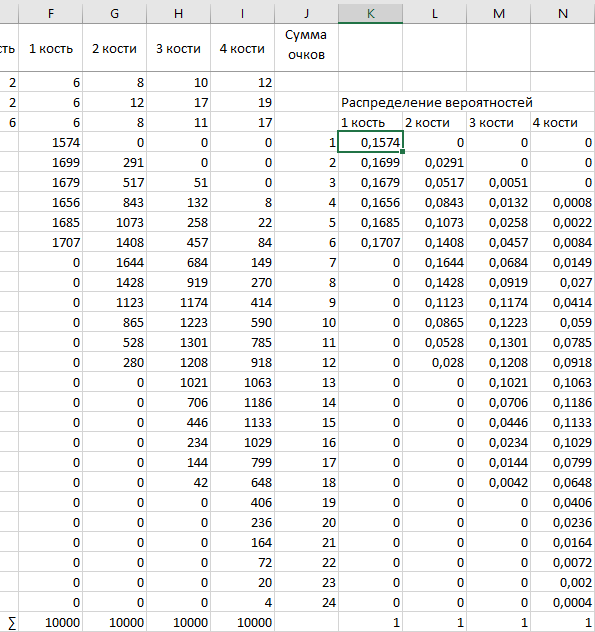 F G H I J K L M N
сть 1 кость 2 кости 3 кости 4 кости Сумма очков
2 6 8 10 12
2 6 12 17 19 Распределение вероятностей
6 6 8 11 17 1 кость 2 кости 3 кости 4 кости
1574 0 0 0 1 0,1574 0 0 0
1699 291 0 0 2 0,1699 0,0291 0 0
1679 517 51 0 3 0,1679 0,0517 0,0051 0
1656 843 132 8 4 0,1656 0,0843 0,0132 0,0008
1685 1073 258 22 5 0,1685 0,1073 0,0258 0,0022
1707 1408 457 84 6 0,1707 0,1408 0,0457 0,0084
0 1644 684 149 7 0 0,1644 0,0684 0,0149
0 1428 919 270 8 0 0,1428 0,0919 0,027
0 1123 1174 414 9 0 0,1123 0,1174 0,0414
0 865 1223 590 10 0 0,0865 0,1223 0,059
0 528 1301 785 11 0 0,0528 0,1301 0,0785
0 280 1208 918 12 0 0,028 0,1208 0,0918
0 0 1021 1063 13 0 0 0,1021 0,1063
0 0 706 1186 14 0 0 0,0706 0,1186
0 0 446 1133 15 0 0 0,0446 0,1133
0 0 234 1029 16 0 0 0,0234 0,1029
0 0 144 799 17 0 0 0,0144 0,0799
0 0 42 648 18 0 0 0,0042 0,0648
0 0 0 406 19 0 0 0 0,0406
0 0 0 236 20 0 0 0 0,0236
0 0 0 164 21 0 0 0 0,0164
0 0 0 72 22 0 0 0 0,0072
0 0 0 20 23 0 0 0 0,002
0 0 0 4 24 0 0 0 0,0004
∑ 10000 10000 10000 10000 1 1 1 1